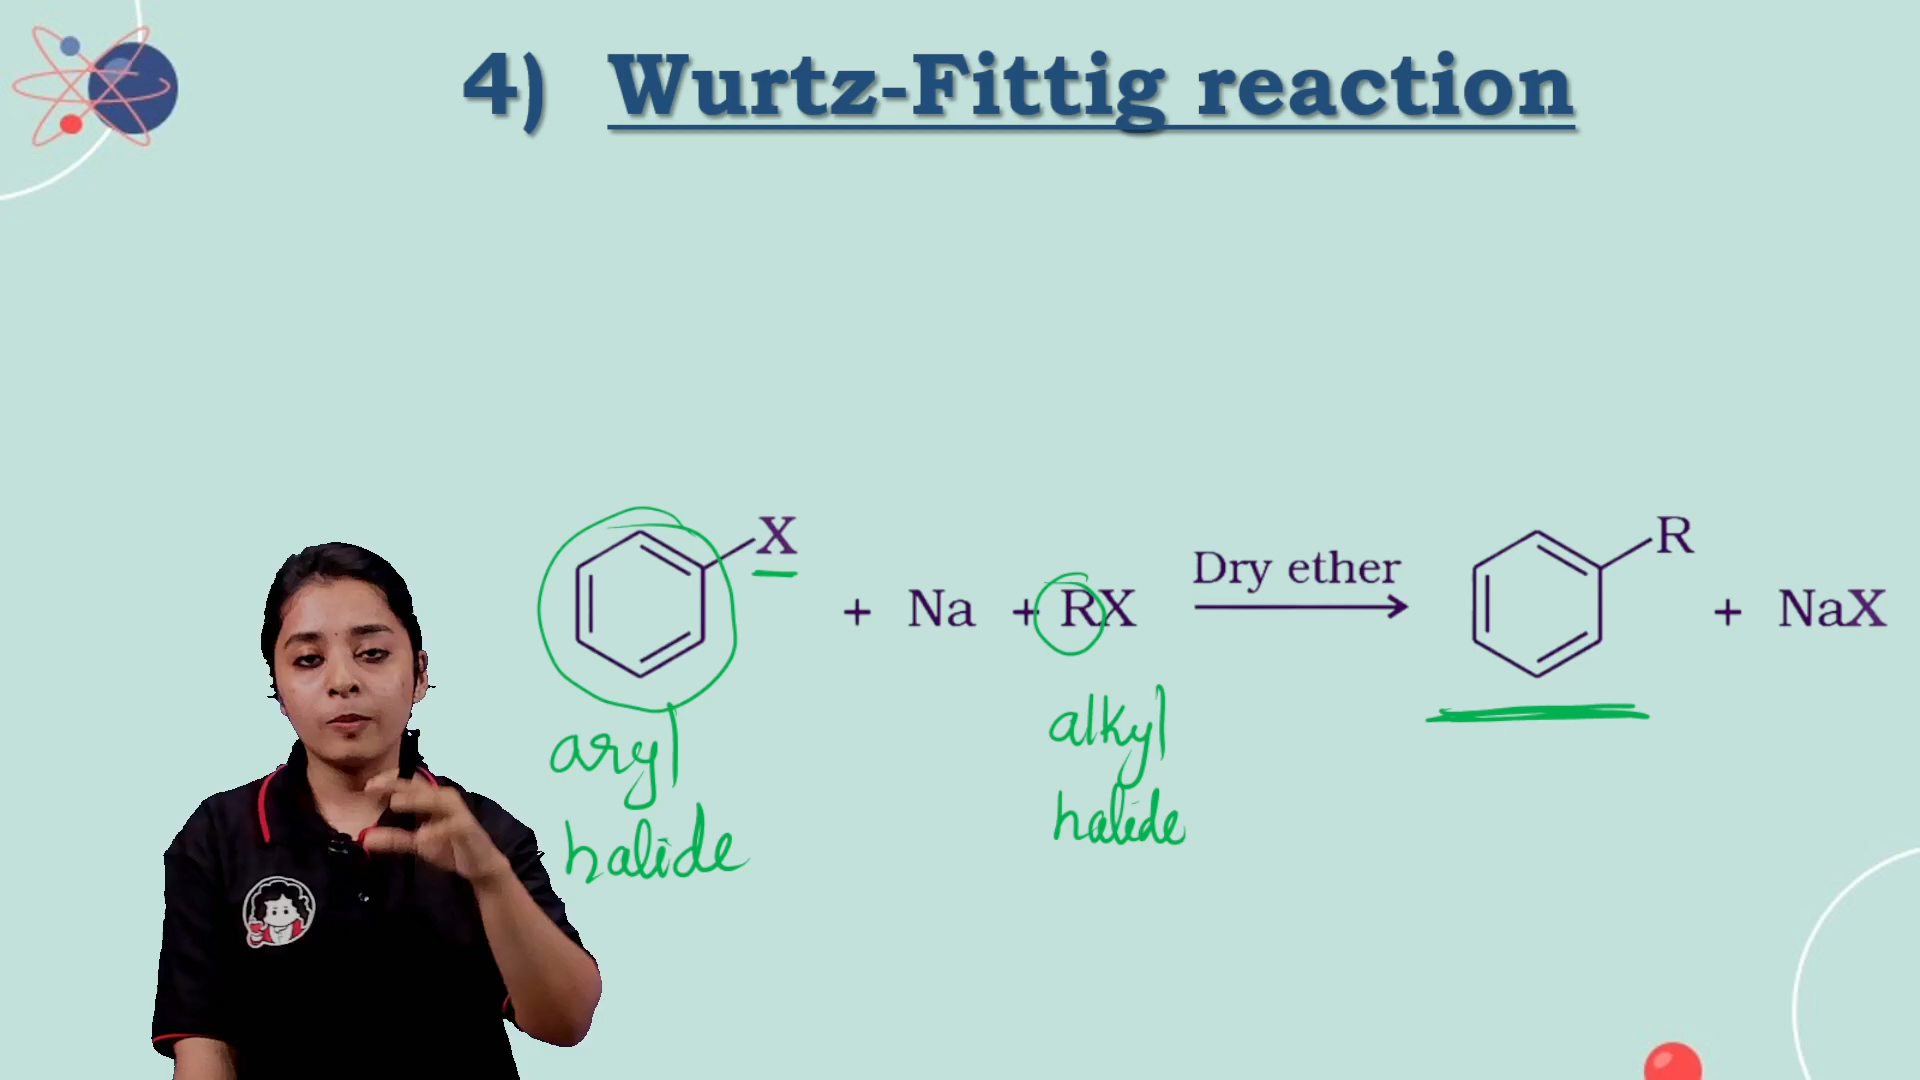 4) Wurtz-Fittig reaction
X
+ Na + RX
Dry ether
R
+ NaX
aryl
halide
alkyl
halide